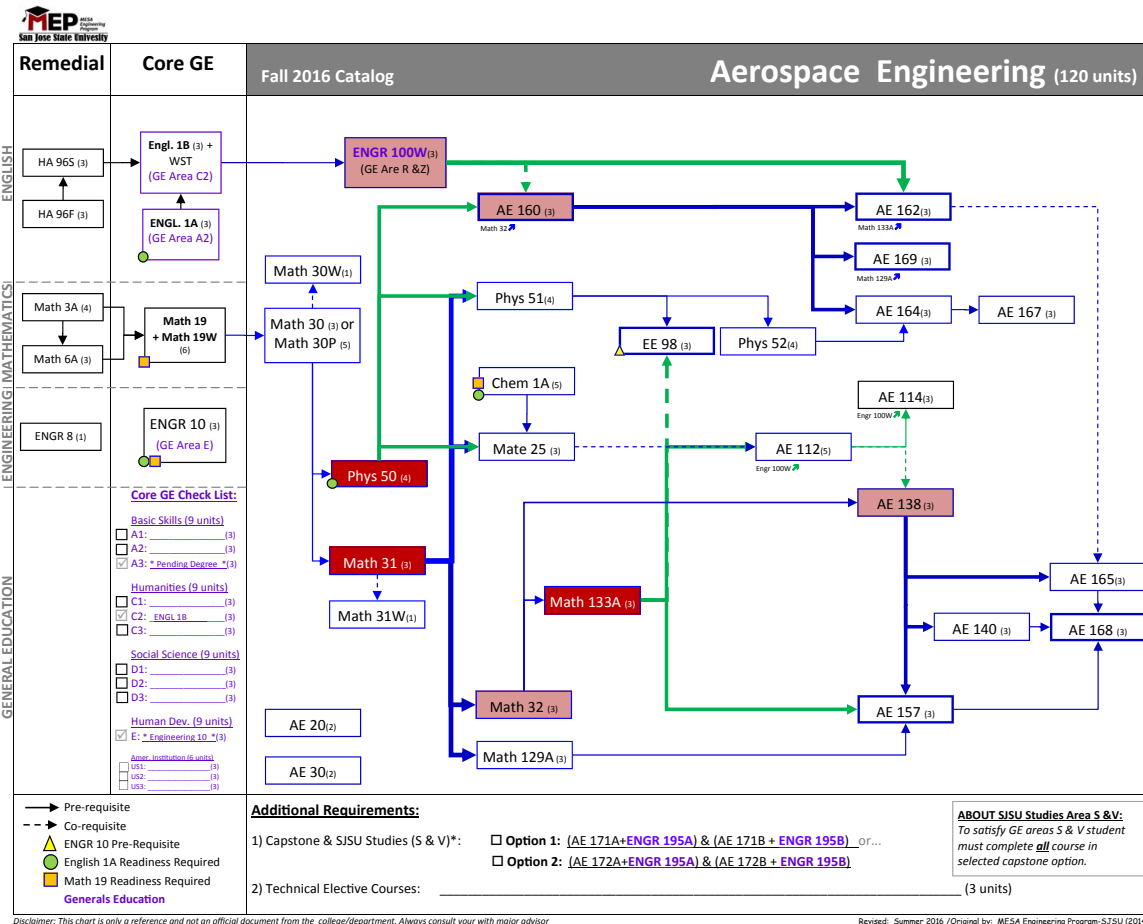 MEP MESA Engineering Program
San Jose State Univesity
Remedial
Core GE
Fall 2016 Catalog
Aerospace Engineering (120 units)
ENGLISH
HA 96S (3)
HA 96F (3)
Engl. 1B (3) +
WST
(GE Area C2)
ENGL. 1A (3)
(GE Area A2)
ENGR 100W(3)
(GE Are R &Z)
AE 160 (3)
Math 32
AE 162(3)
Math 133A
AE 169 (3)
Math 129A
AE 164(3)
AE 167 (3)
MATHEMATICS
Math 3A (4)
Math 6A (3)
Math 19
+ Math 19W
(6)
Math 30W(1)
Math 30 (3) or
Math 30P (5)
Phys 51(4)
EE 98 (3)
Phys 52(4)
ENGINEERING
ENGR 8 (1)
ENGR 10 (3)
(GE Area E)
Chem 1A (5)
Mate 25 (3)
AE 114(3)
Engr 100W
AE 112(5)
Engr 100W
Phys 50 (4)
AE 138(3)
Math 31 (3)
Math 31W(1)
Math 133A (3)
AE 165(3)
AE 140 (3)
AE 168 (3)
Math 32 (3)
AE 157 (3)
Math 129A(3)
AE 20(2)
AE 30(2)
GENERAL EDUCATION
Core GE Check List:
Basic Skills (9 units)
A1: _______________(3)
A2: _______________(3)
A3: * Pending Degree *(3)
Humanities (9 units)
C1: _______________(3)
C2: ENGL 1B (3)
C3: _______________(3)
Social Science (9 units)
D1: _______________(3)
D2: _______________(3)
D3: _______________(3)
Human Dev. (9 units)
E: * Engineering 10 *(3)
Amer. Institution (6 units)
US1: _______________(3)
US2: _______________(3)
US3: _______________(3)
Pre-requisite
Co-requisite
ENGR 10 Pre-Requisite
English 1A Readiness Required
Math 19 Readiness Required
Generals Education
Additional Requirements:
1) Capstone & SJSU Studies (S & V)*:
Option 1: (AE 171A+ENGR 195A) & (AE 171B + ENGR 195B) or...
Option 2: (AE 172A+ENGR 195A) & (AE 172B + ENGR 195B)
2) Technical Elective Courses: _______________ (3 units)
ABOUT SJSU Studies Area S & V:
To satisfy GE areas S & V student
must complete all course in
selected capstone option.
Disclaimer: This chart is only a reference and not an official document from the college/department. Always consult your with major advisor
Revised: Summer 2016 /Original by: MESA Engineering Program-SJSU (2014